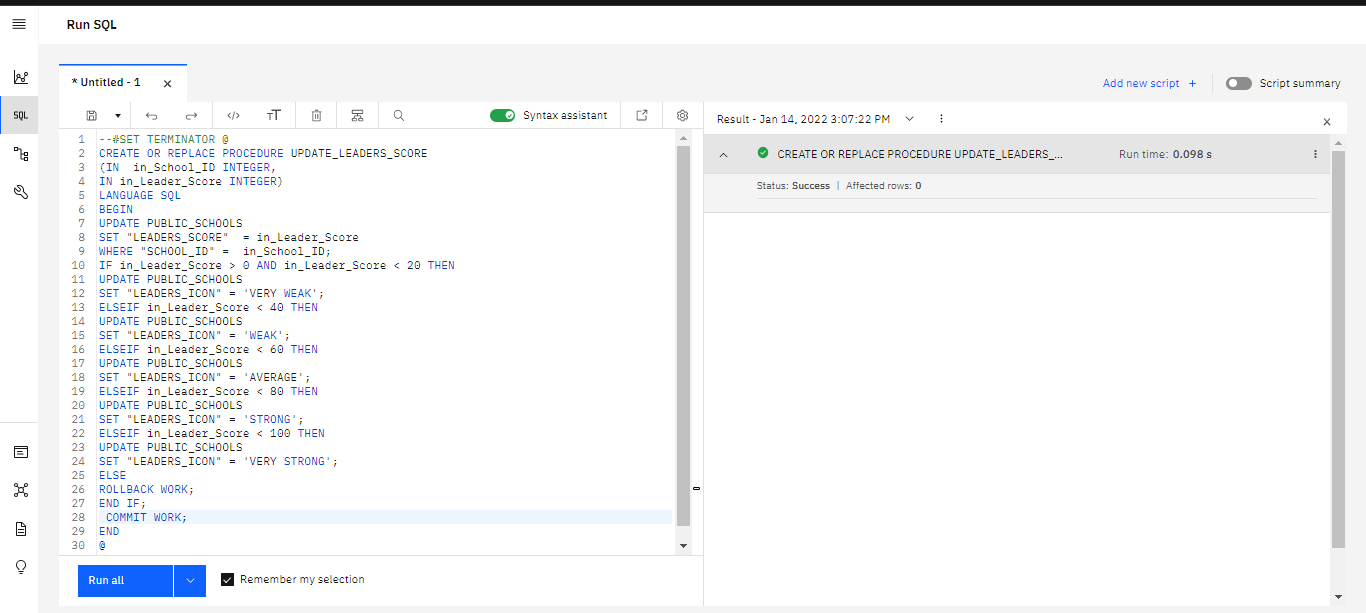 Run SQL
* Untitled - 1
Add new script +
Script summary
SQL
Syntax assistant
Result - Jan 14, 2022 3:07:22 PM
1 --#SET TERMINATOR @
2 CREATE OR REPLACE PROCEDURE UPDATE_LEADERS_SCORE
3 (IN  in_School_ID INTEGER,
4 IN in_Leader_Score INTEGER)
5 LANGUAGE SQL
6 BEGIN
7 UPDATE PUBLIC_SCHOOLS
8 SET "LEADERS_SCORE"  = in_Leader_Score
9 WHERE "SCHOOL_ID" =  in_School_ID;
10 IF in_Leader_Score > 0 AND in_Leader_Score < 20 THEN
11 UPDATE PUBLIC_SCHOOLS
12 SET "LEADERS_ICON" = 'VERY WEAK';
13 ELSEIF in_Leader_Score < 40 THEN
14 UPDATE PUBLIC_SCHOOLS
15 SET "LEADERS_ICON" = 'WEAK';
16 ELSEIF in_Leader_Score < 60 THEN
17 UPDATE PUBLIC_SCHOOLS
18 SET "LEADERS_ICON" = 'AVERAGE';
19 ELSEIF in_Leader_Score < 80 THEN
20 UPDATE PUBLIC_SCHOOLS
21 SET "LEADERS_ICON" = 'STRONG';
22 ELSEIF in_Leader_Score < 100 THEN
23 UPDATE PUBLIC_SCHOOLS
24 SET "LEADERS_ICON" = 'VERY STRONG';
25 ELSE
26 ROLLBACK WORK;
27 END IF;
28  COMMIT WORK;
29 END
30 @
CREATE OR REPLACE PROCEDURE UPDATE_LEADERS_...
Run time: 0.098 s
Status: Success | Affected rows: 0
Run all
Remember my selection